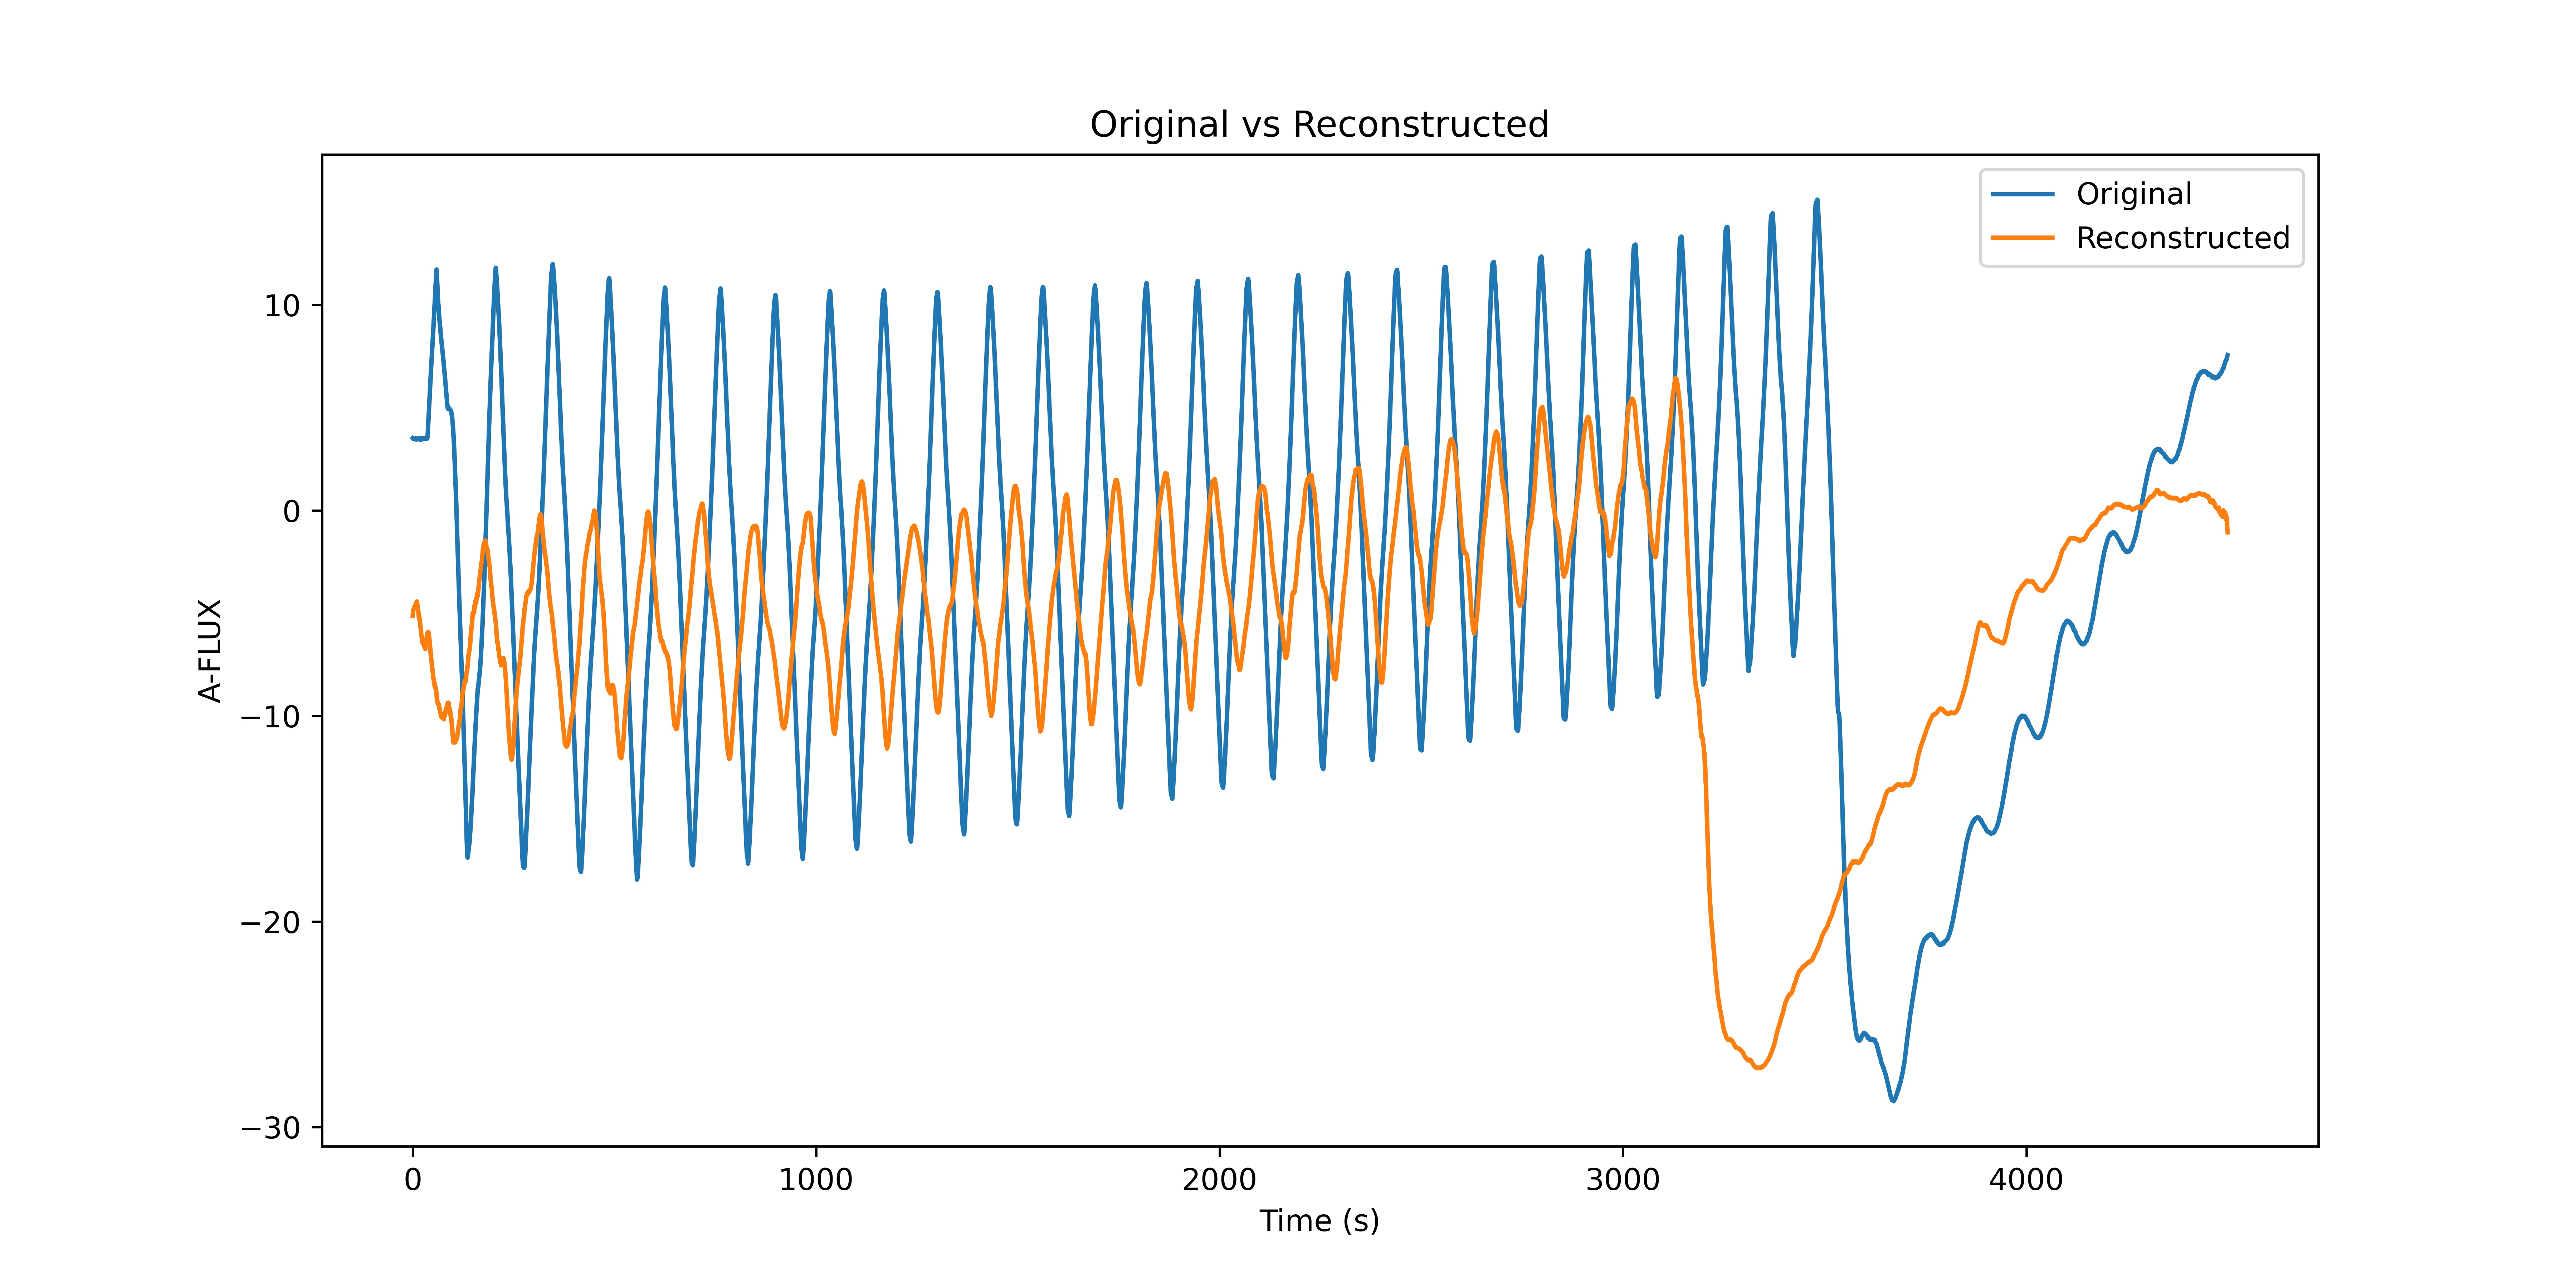 Original vs Reconstructed
Original
Reconstructed
10
0
−10
−20
−30
A-FLUX
0 1000 2000 3000 4000
Time (s)